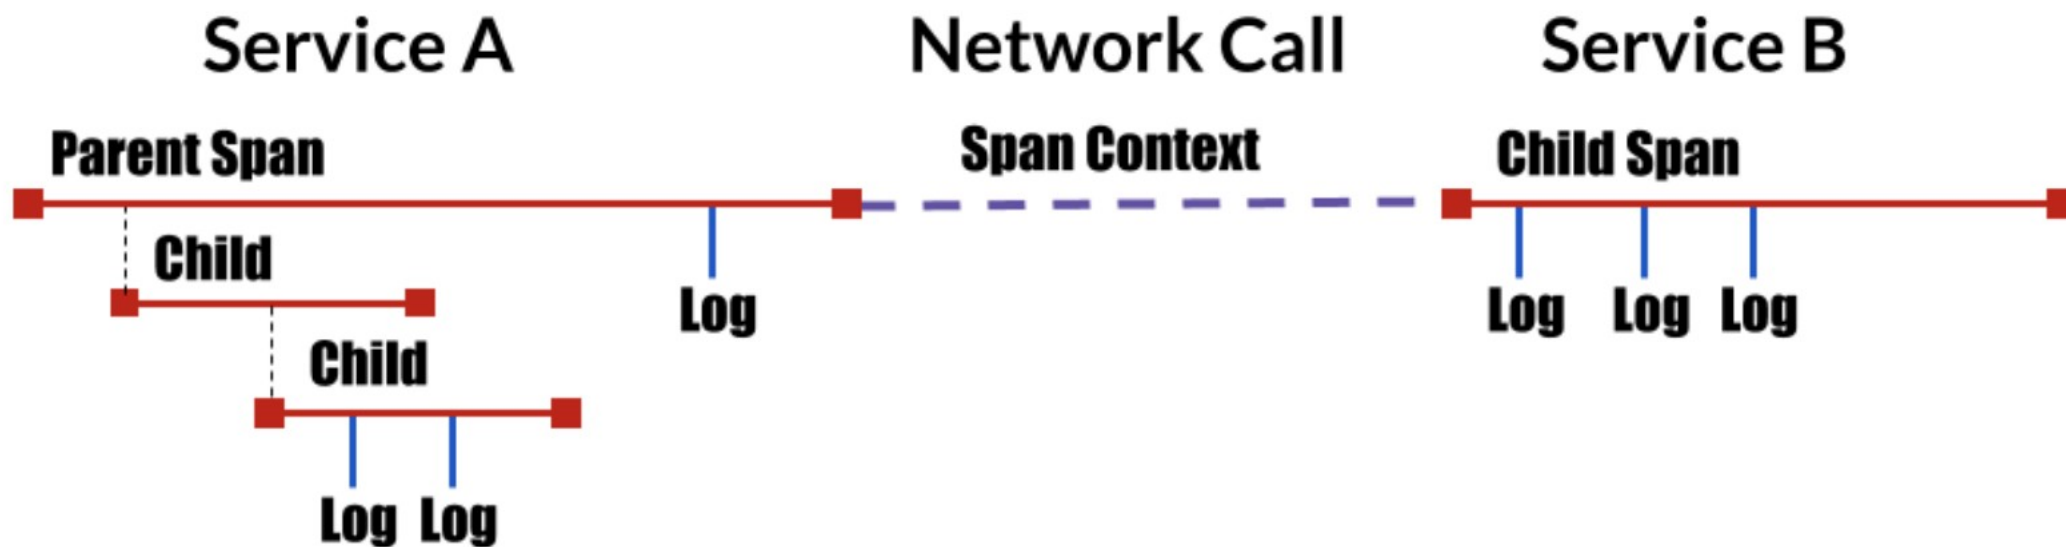 Service A
Network Call
Service B
Parent Span
Span Context
Child Span
Child
Log
Log Log Log
Child
Log Log